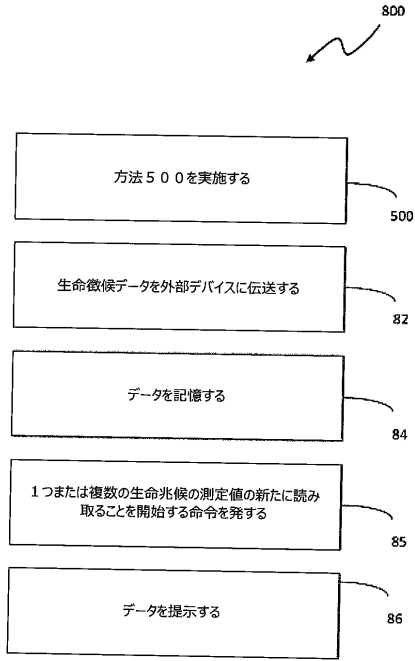 800
方法500を実施する
500
生命徴候データを外部デバイスに伝送する
82
データを記憶する
84
1つまたは複数の生命兆候の測定値の新たに読み
取ることを開始する命令を発する
85
データを提示する
86